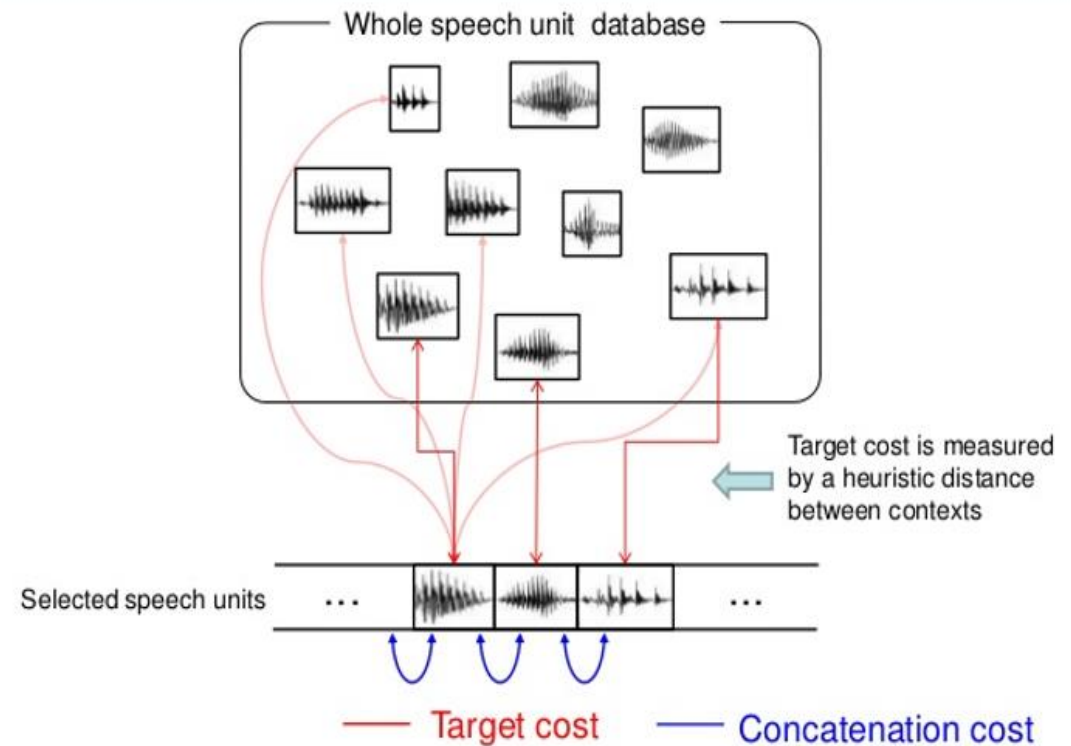 Whole speech unit database
Target cost is measured
by a heuristic distance
between contexts
Selected speech units
...
...
Target cost
Concatenation cost